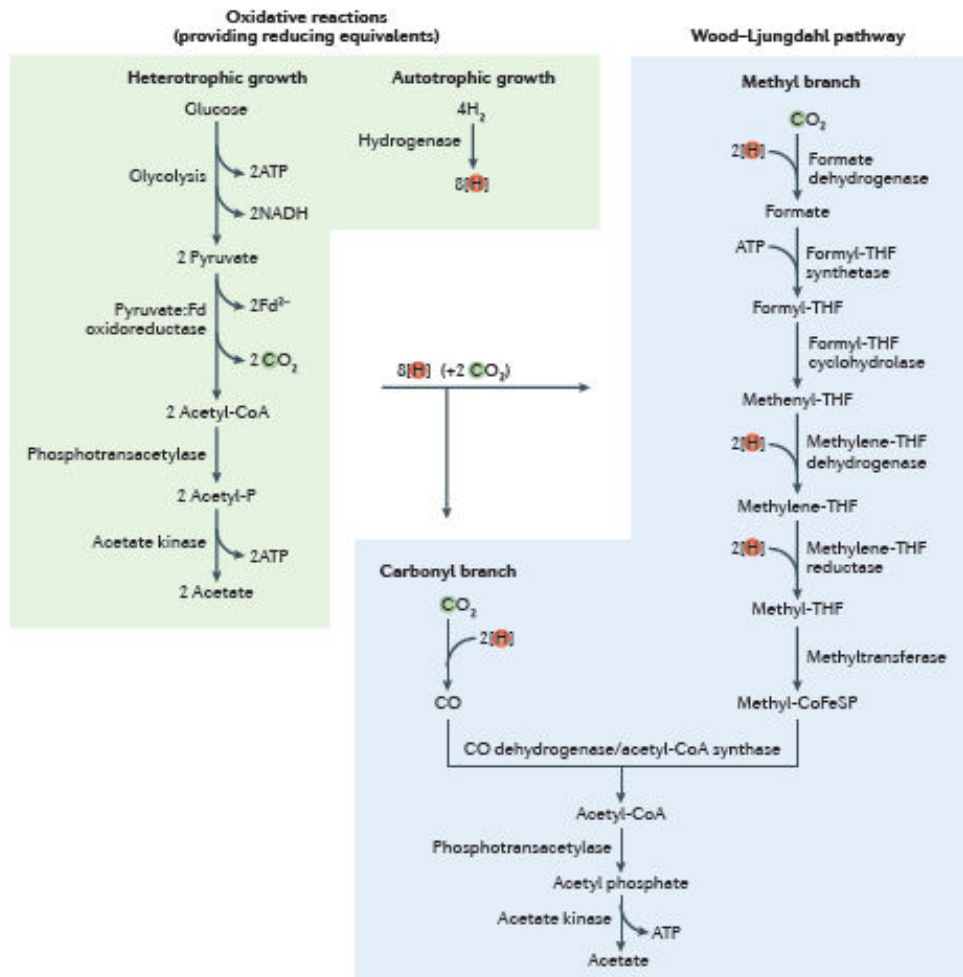 Oxidative reactions
(providing reducing equivalents)
Heterotrophic growth
Glucose
Glycolysis
2ATP
2NADH
2 Pyruvate
Pyruvate:Fd
oxidoreductase
2Fd²⁻
2 CO₂
2 Acetyl-CoA
Phosphotransacetylase
2 Acetyl-P
Acetate kinase
2ATP
2 Acetate
Autotrophic growth
4H₂
Hydrogenase
8[H]
8[H] (+2 CO₂)
Wood–Ljungdahl pathway
Methyl branch
CO₂
2[H]
Formate
dehydrogenase
Formate
ATP
Formyl-THF
synthetase
Formyl-THF
Formyl-THF
cyclohydrolase
Methenyl-THF
2[H]
Methylene-THF
dehydrogenase
Methylene-THF
2[H]
Methylene-THF
reductase
Methyl-THF
Methyltransferase
Methyl-CoFeSP
Carbonyl branch
CO₂
2[H]
CO
CO dehydrogenase/acetyl-CoA synthase
Acetyl-CoA
Phosphotransacetylase
Acetyl phosphate
Acetate kinase
ATP
Acetate